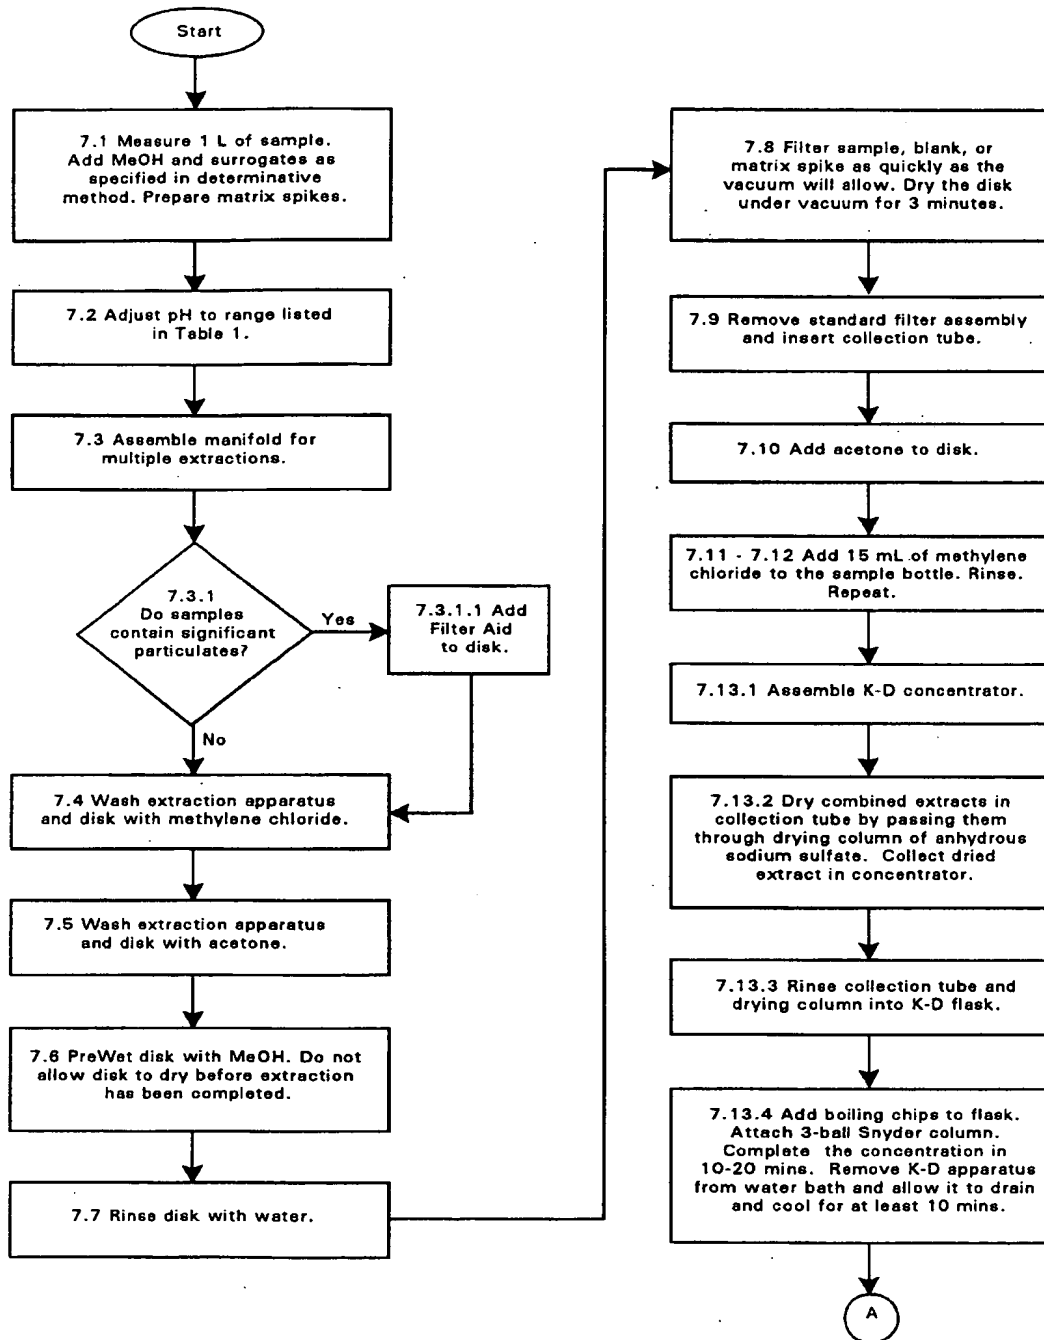 Start
7.1 Measure 1 L of sample.
Add MeOH and surrogates as
specified in determinative
method. Prepare matrix spikes.
7.2 Adjust pH to range listed
in Table 1.
7.3 Assemble manifold for
multiple extractions.
7.3.1
Do samples
contain significant
particulates?
Yes
7.3.1.1 Add
Filter Aid
to disk.
No
7.4 Wash extraction apparatus
and disk with methylene chloride.
7.5 Wash extraction apparatus
and disk with acetone.
7.6 PreWet disk with MeOH. Do not
allow disk to dry before extraction
has been completed.
7.7 Rinse disk with water.
7.8 Filter sample, blank, or
matrix spike as quickly as the
vacuum will allow. Dry the disk
under vacuum for 3 minutes.
7.9 Remove standard filter assembly
and insert collection tube.
7.10 Add acetone to disk.
7.11 - 7.12 Add 15 mL of methylene
chloride to the sample bottle. Rinse.
Repeat.
7.13.1 Assemble K-D concentrator.
7.13.2 Dry combined extracts in
collection tube by passing them
through drying column of anhydrous
sodium sulfate. Collect dried
extract in concentrator.
7.13.3 Rinse collection tube and
drying column into K-D flask.
7.13.4 Add boiling chips to flask.
Attach 3-ball Snyder column.
Complete the concentration in
10-20 mins. Remove K-D apparatus
from water bath and allow it to drain
and cool for at least 10 mins.
A